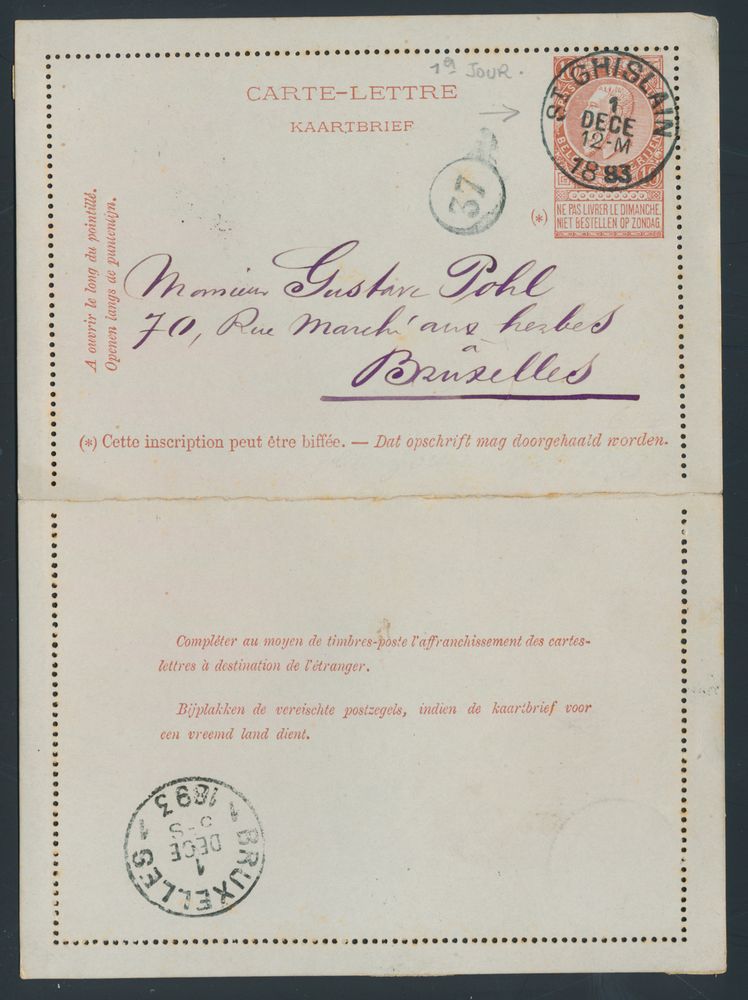 1ᵃ JOUR.
CARTE-LETTRE
KAARTBRIEF
ST GHISLAIN
1
DECE
12-M
1893
37
(*)
NE PAS LIVRER LE DIMANCHE
NIET BESTELLEN OP ZONDAG
A ouvrir le long du pointillé.
Openen langs de puntenlijn.
Monsieur Gustave Pohl
70, Rue Marché aux herbes
à
Bruxelles
(*) Cette inscription peut être biffée. — Dat opschrift mag doorgehaald worden.
Compléter au moyen de timbres-poste l'affranchissement des cartes-
lettres à destination de l'étranger.
Bijplakken de vereischte postzegels, indien de kaartbrief voor
een vreemd land dient.
1 BRUXELLES 1
1
DECE
1893